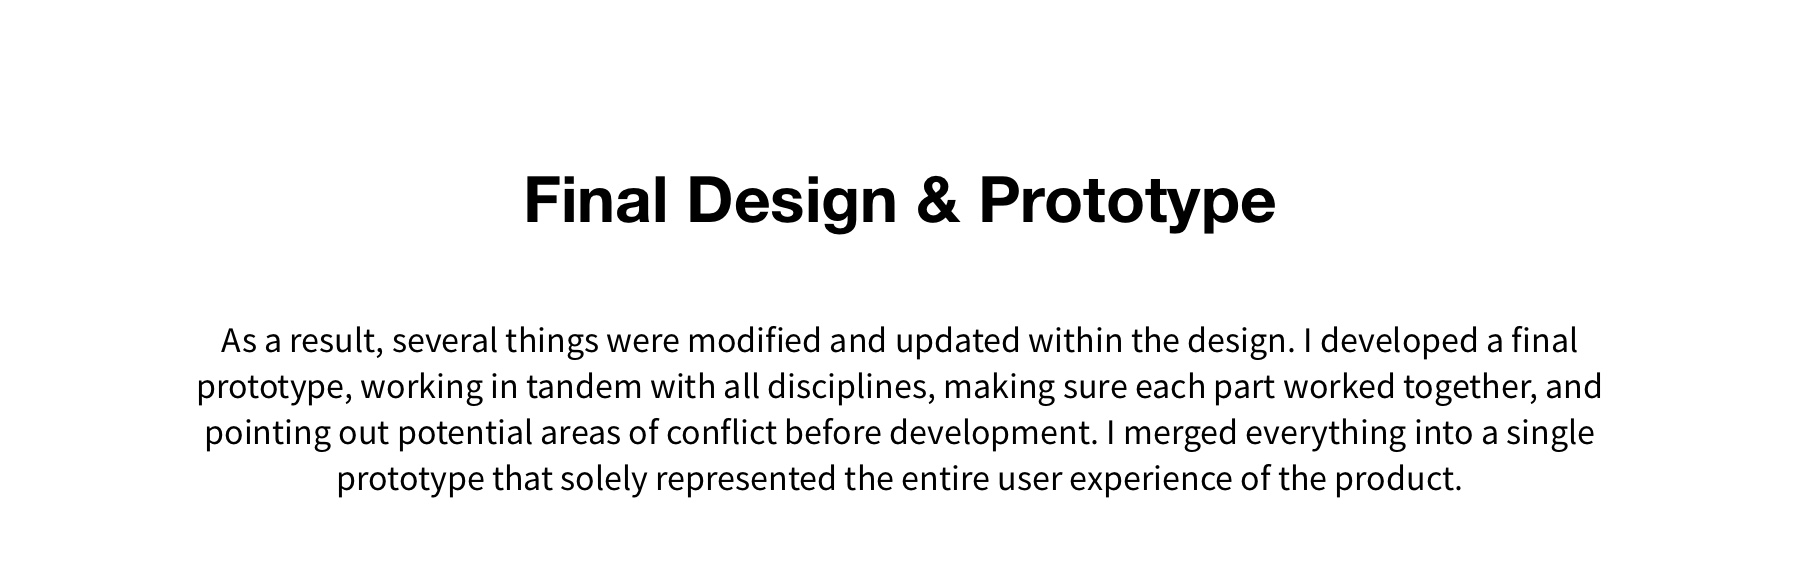 Final Design & Prototype
As a result, several things were modified and updated within the design. I developed a final
prototype, working in tandem with all disciplines, making sure each part worked together, and
pointing out potential areas of conflict before development. I merged everything into a single
prototype that solely represented the entire user experience of the product.